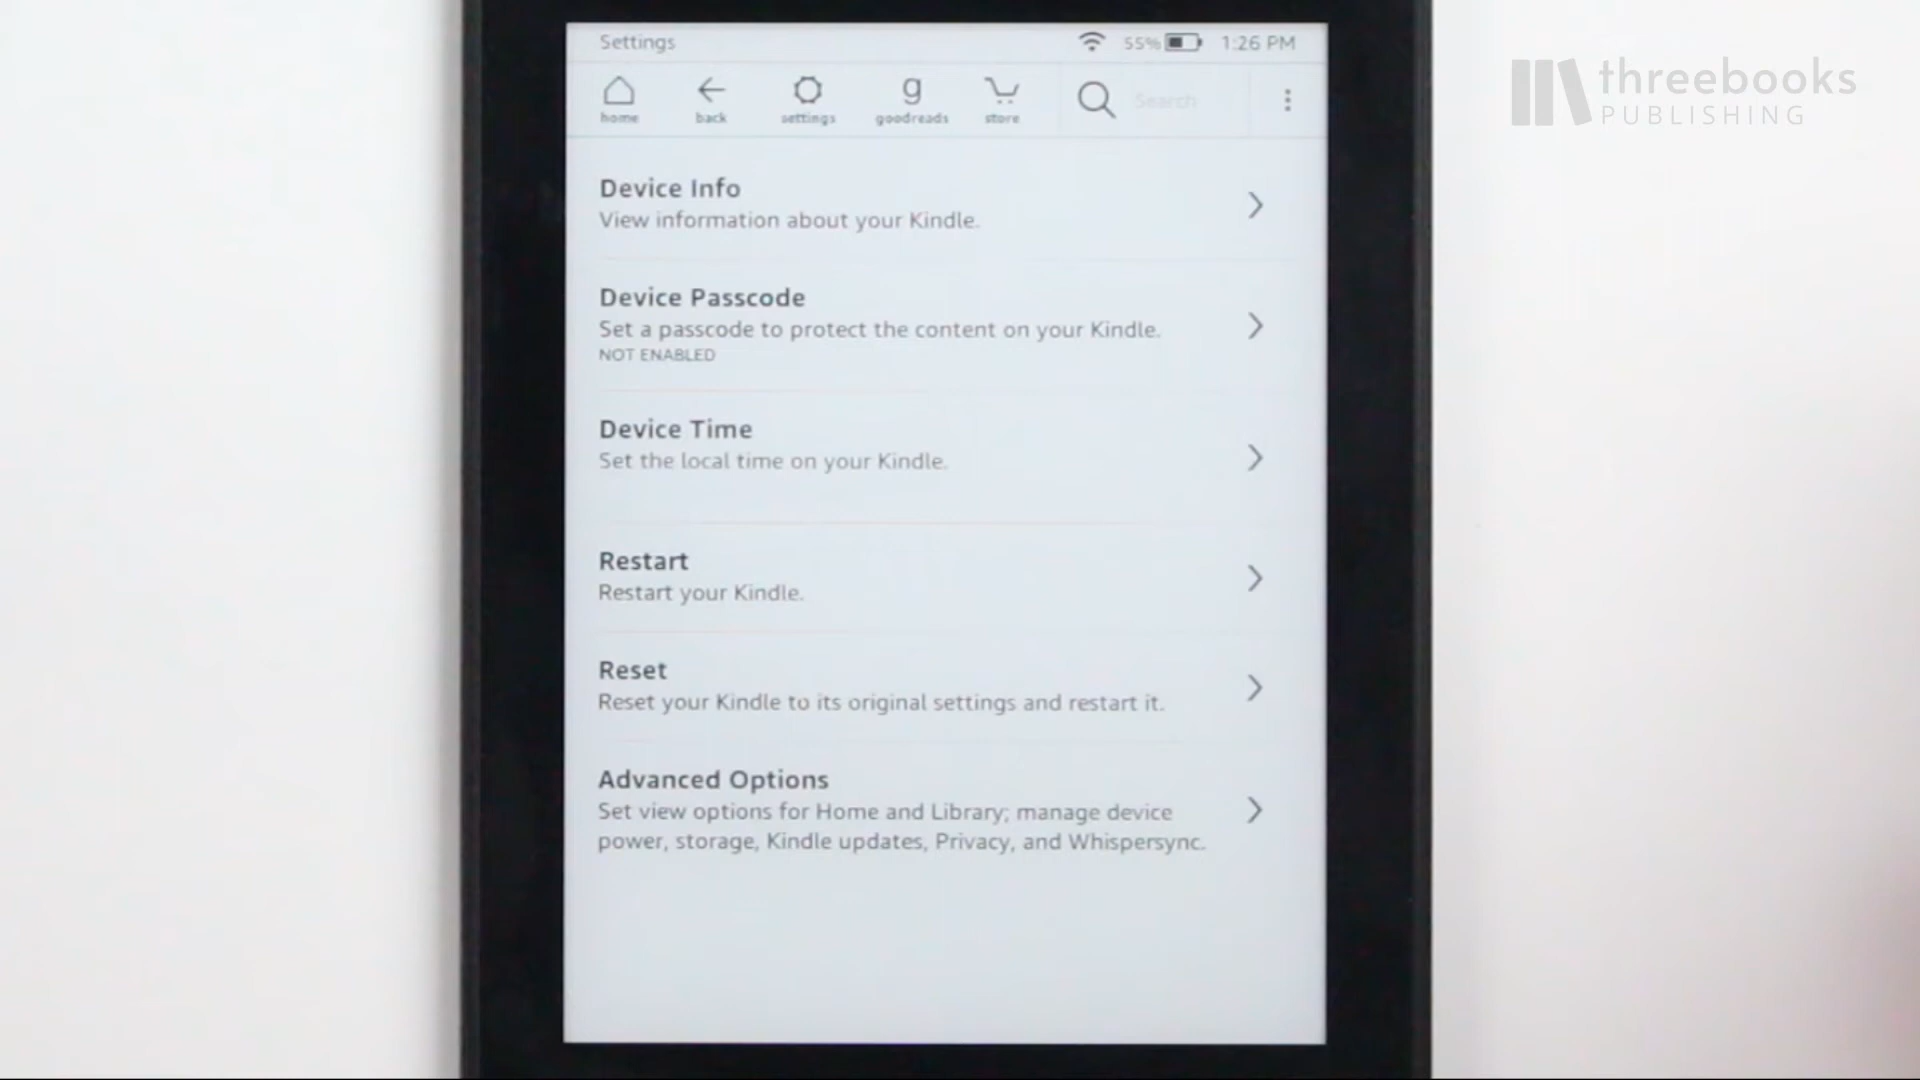 Settings
55%
1:26 PM
threebooks
PUBLISHING
home
back
settings
goodreads
store
Search
Device Info
View information about your Kindle.
Device Passcode
Set a passcode to protect the content on your Kindle.
NOT ENABLED
Device Time
Set the local time on your Kindle.
Restart
Restart your Kindle.
Reset
Reset your Kindle to its original settings and restart it.
Advanced Options
Set view options for Home and Library; manage device
power, storage, Kindle updates, Privacy, and Whispersync.